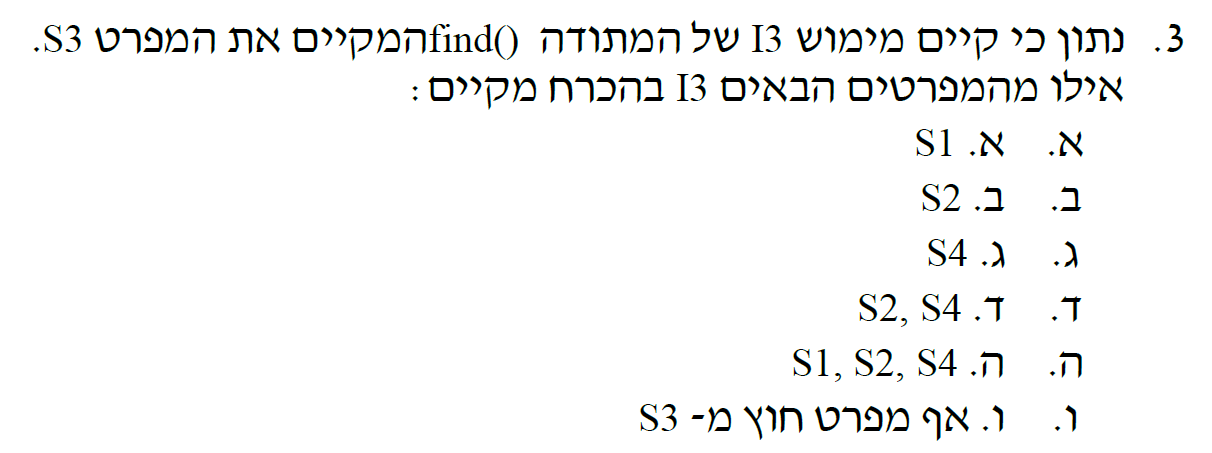 3. נתון כי קיים מימוש I3 של המתודה find()המקיים את המפרט S3.
אילו מהמפרטים הבאים I3 בהכרח מקיים:
א. א. S1
ב. ב. S2
ג. ג. S4
ד. ד. S2, S4
ה. ה. S1, S2, S4
ו. ו. אף מפרט חוץ מ- S3